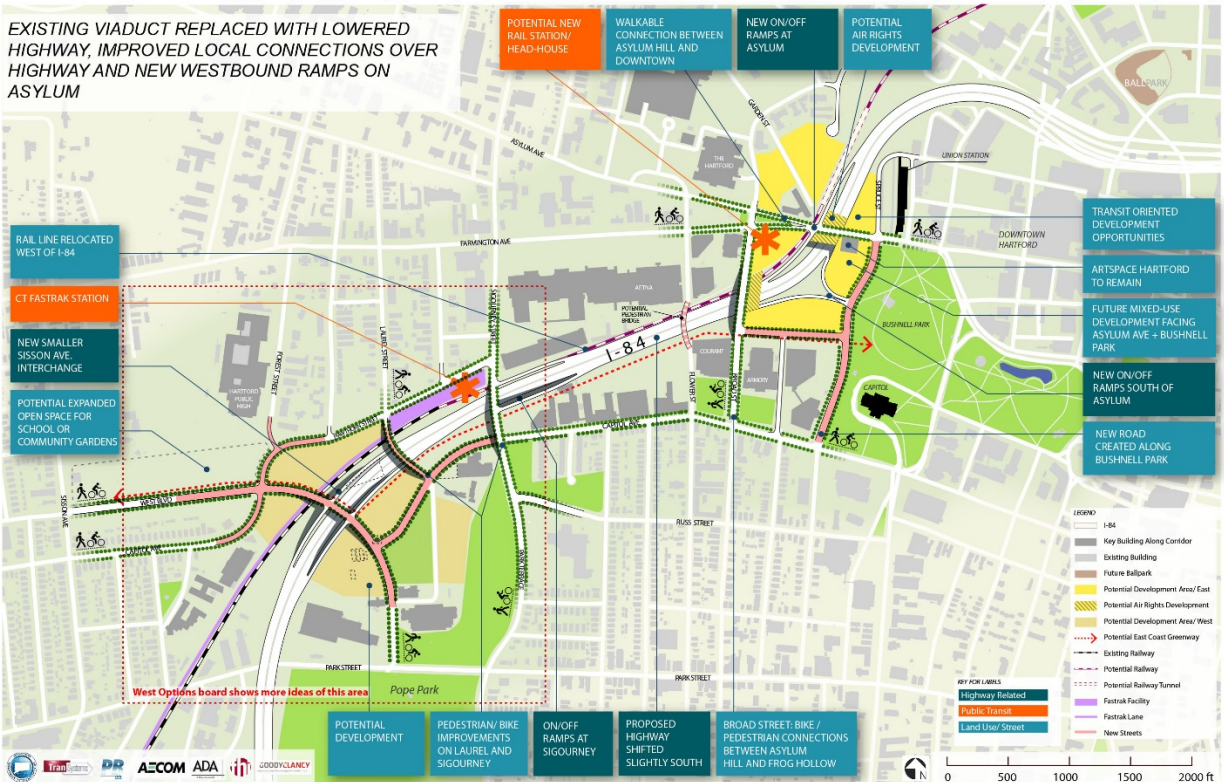 EXISTING VIADUCT REPLACED WITH LOWERED
HIGHWAY, IMPROVED LOCAL CONNECTIONS OVER
HIGHWAY AND NEW WESTBOUND RAMPS ON
ASYLUM
POTENTIAL NEW
RAIL STATION/
HEAD-HOUSE
WALKABLE
CONNECTION BETWEEN
ASYLUM HILL AND
DOWNTOWN
NEW ON/OFF
RAMPS AT
ASYLUM
POTENTIAL
AIR RIGHTS
DEVELOPMENT
BALLPARK
GARDEN ST
ASYLUM AVE
THE
HARTFORD
UNION STATION
SPRUCE ST
FARMINGTON AVE
DOWNTOWN
HARTFORD
RAIL LINE RELOCATED
WEST OF I-84
CT FASTRAK STATION
NEW SMALLER
SISSON AVE.
INTERCHANGE
POTENTIAL EXPANDED
OPEN SPACE FOR
SCHOOL OR
COMMUNITY GARDENS
TRANSIT ORIENTED
DEVELOPMENT
OPPORTUNITIES
ARTSPACE HARTFORD
TO REMAIN
FUTURE MIXED-USE
DEVELOPMENT FACING
ASYLUM AVE + BUSHNELL
PARK
NEW ON/OFF
RAMPS SOUTH OF
ASYLUM
NEW ROAD
CREATED ALONG
BUSHNELL PARK
AETNA
POTENTIAL
PEDESTRIAN
BRIDGE
I-84
COURANT
ARMORY
BUSHNELL PARK
CAPITOL
LAUREL STREET
FOREST STREET
HARTFORD
PUBLIC
HIGH
FLOWER ST
CAPITOL AVE
SISSON AVE
WEST BLVD
CAPITOL AVE
RUSS STREET
PARK STREET
PARK STREET
Pope Park
West Options board shows more ideas of this area
POTENTIAL
DEVELOPMENT
PEDESTRIAN/ BIKE
IMPROVEMENTS
ON LAUREL AND
SIGOURNEY
ON/OFF
RAMPS AT
SIGOURNEY
PROPOSED
HIGHWAY
SHIFTED
SLIGHTLY SOUTH
BROAD STREET: BIKE /
PEDESTRIAN CONNECTIONS
BETWEEN ASYLUM
HILL AND FROG HOLLOW
LEGEND
I-84
Key Building Along Corridor
Existing Building
Future Ballpark
Potential Development Area/ East
Potential Air Rights Development
Potential Development Area/ West
Potential East Coast Greenway
Existing Railway
Potential Railway
Potential Railway Tunnel
Fastrak Facility
Fastrak Lane
New Streets
KEY FOR LABELS
Highway Related
Public Transit
Land Use/ Street
TranSystems
AECOM
ADA
GOODY CLANCY
N
0 500 1000 1500 2000 ft